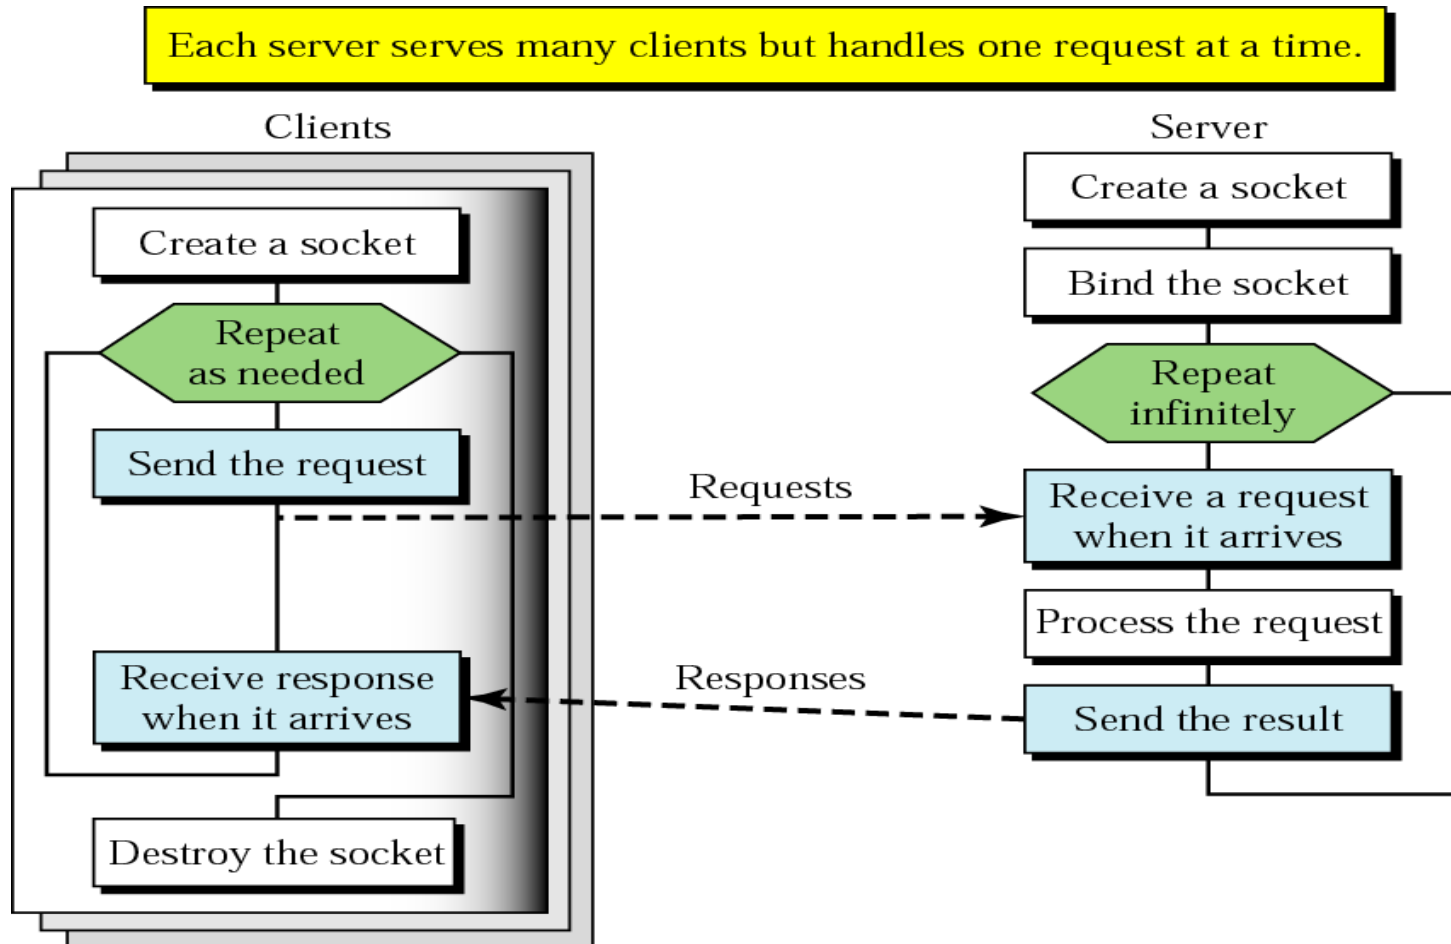 Each server serves many clients but handles one request at a time.
Clients
Create a socket
Repeat
as needed
Send the request
Receive response
when it arrives
Destroy the socket
Requests
Responses
Server
Create a socket
Bind the socket
Repeat
infinitely
Receive a request
when it arrives
Process the request
Send the result